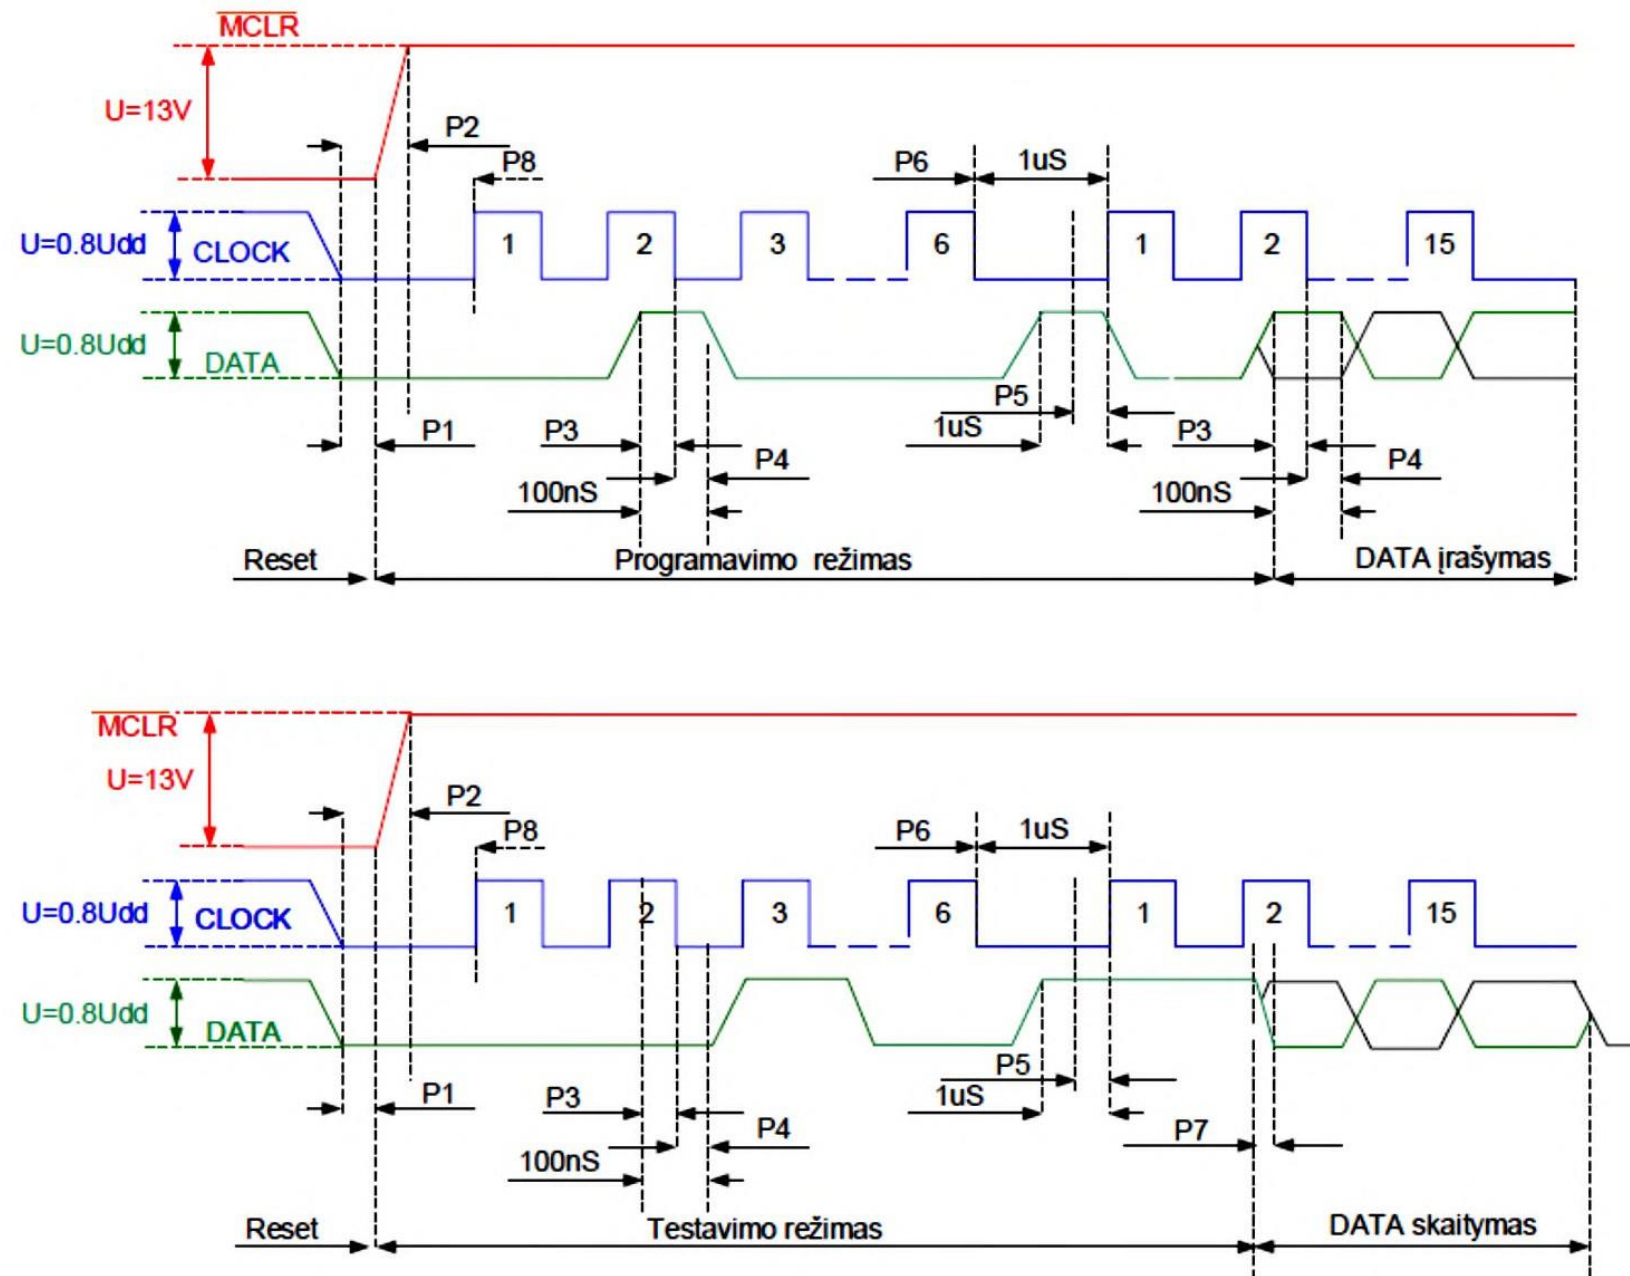 MCLR
U=13V
P2
P8
P6
1uS
U=0.8Udd
CLOCK
1
2
3
6
1
2
15
U=0.8Udd
DATA
P5
P1
P3
1uS
P3
P4
P4
100nS
100nS
Reset
Programavimo režimas
DATA įrašymas
MCLR
U=13V
P2
P8
P6
1uS
U=0.8Udd
CLOCK
1
2
3
6
1
2
15
U=0.8Udd
DATA
P5
P1
P3
1uS
P4
P7
100nS
Reset
Testavimo režimas
DATA skaitymas